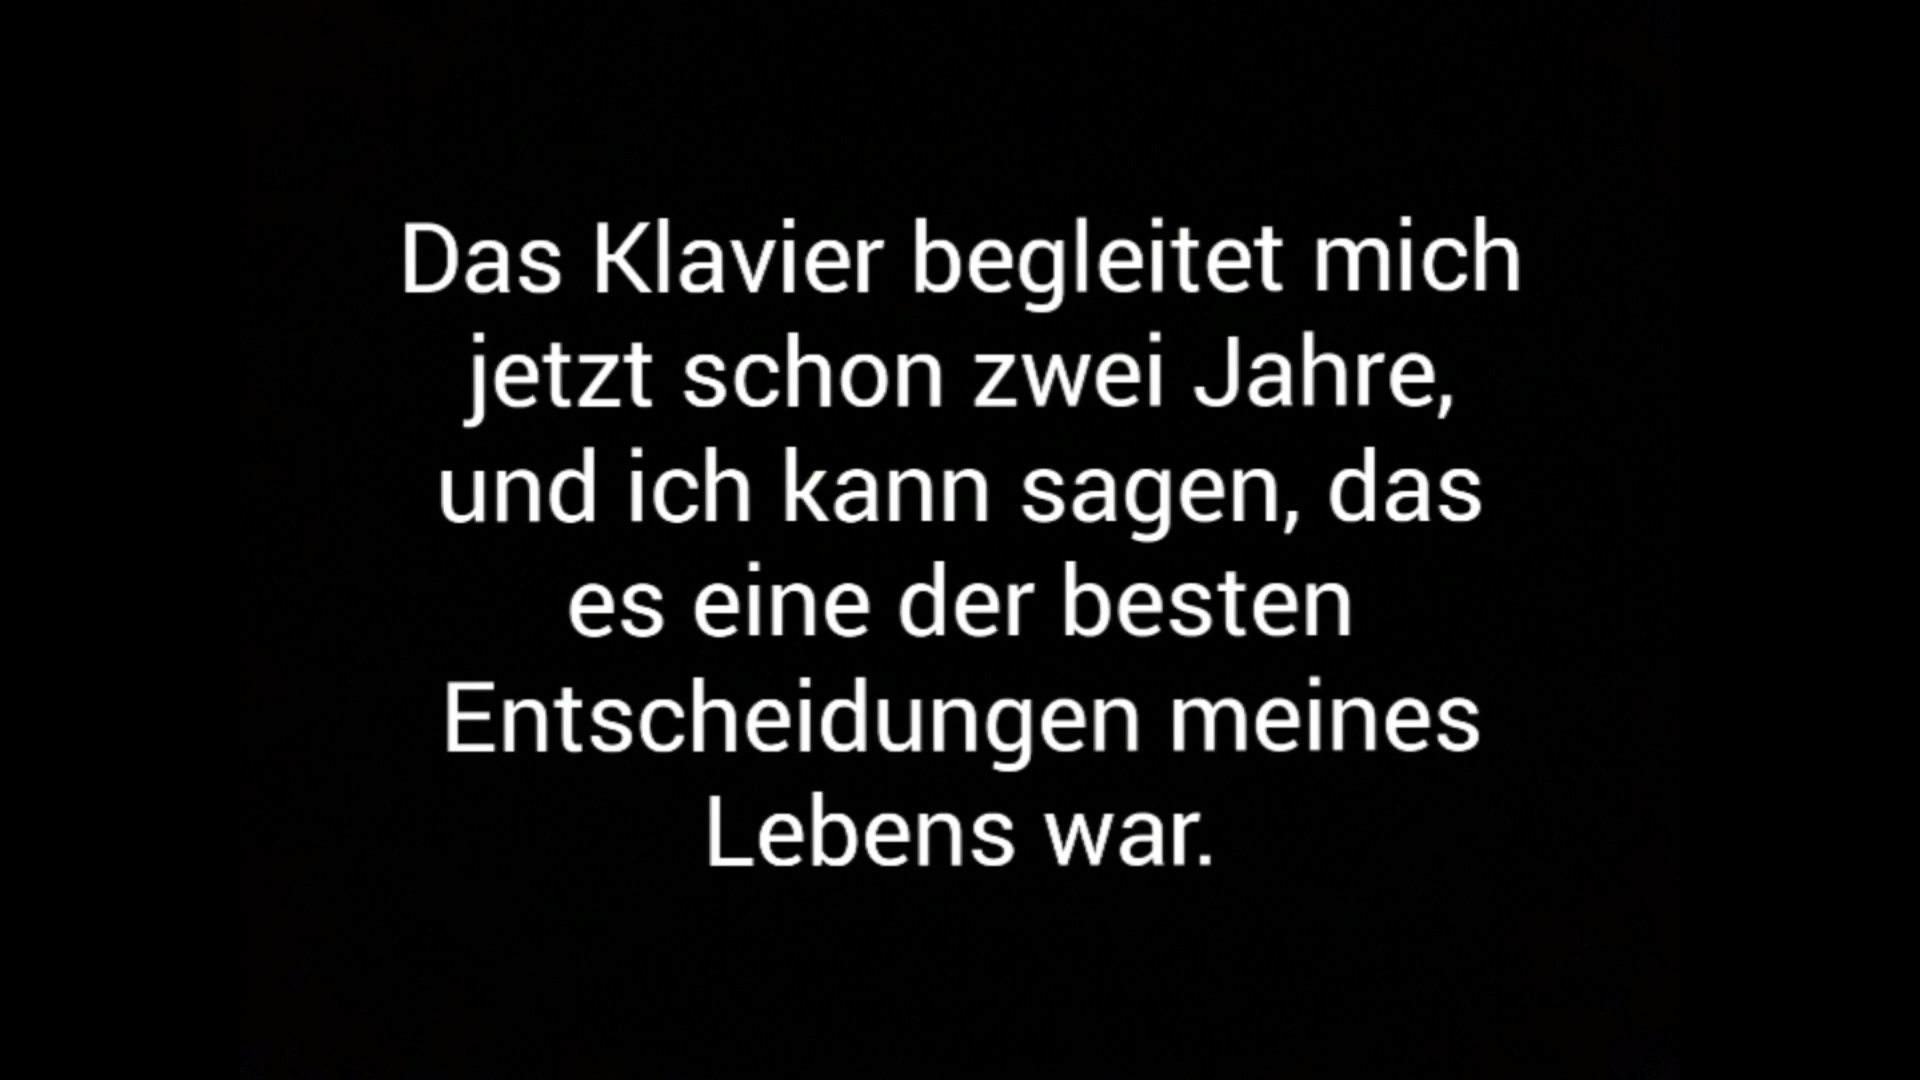 Das Klavier begleitet mich
jetzt schon zwei Jahre,
und ich kann sagen, das
es eine der besten
Entscheidungen meines
Lebens war.